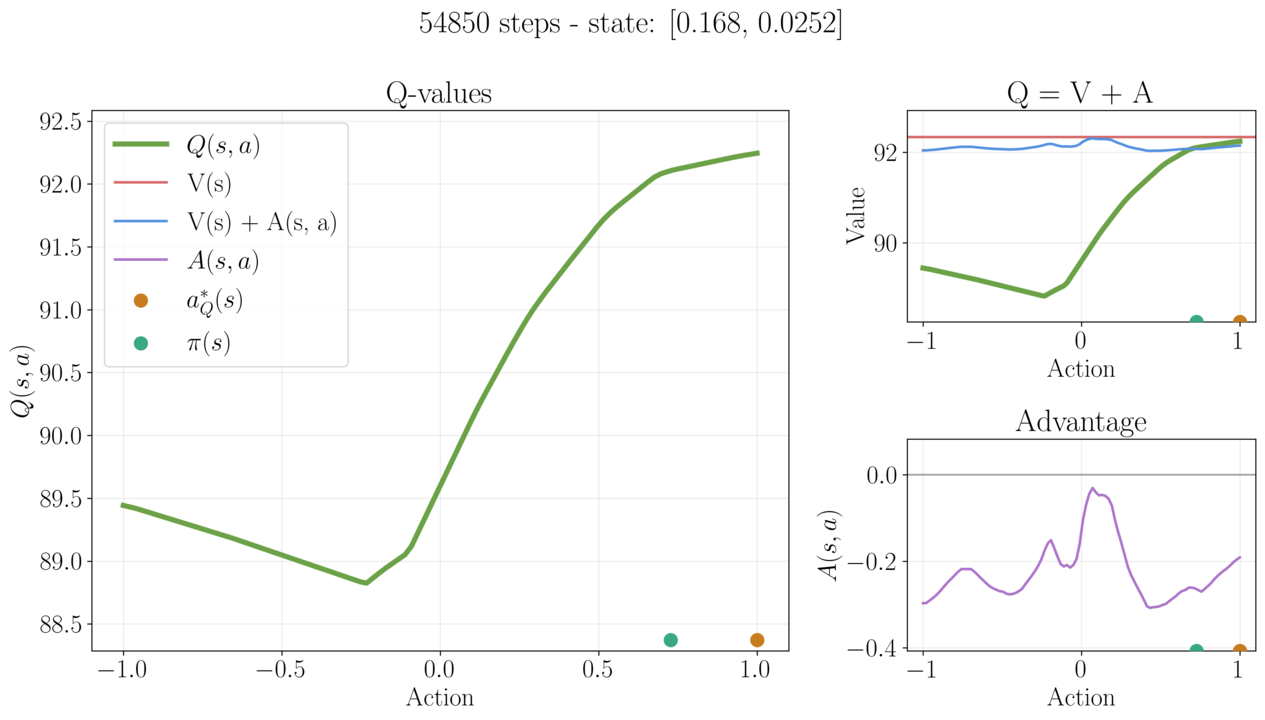 54850 steps - state: [0.168, 0.0252]
Q-values
Q(s, a)
92.5
92.0
91.5
91.0
90.5
90.0
89.5
89.0
88.5
−1.0
−0.5
0.0
0.5
1.0
Action
Q(s, a)
V(s)
V(s) + A(s, a)
A(s, a)
a*Q(s)
π(s)
Q = V + A
Value
92
90
−1
0
1
Action
Advantage
A(s, a)
0.0
−0.2
−0.4
−1
0
1
Action